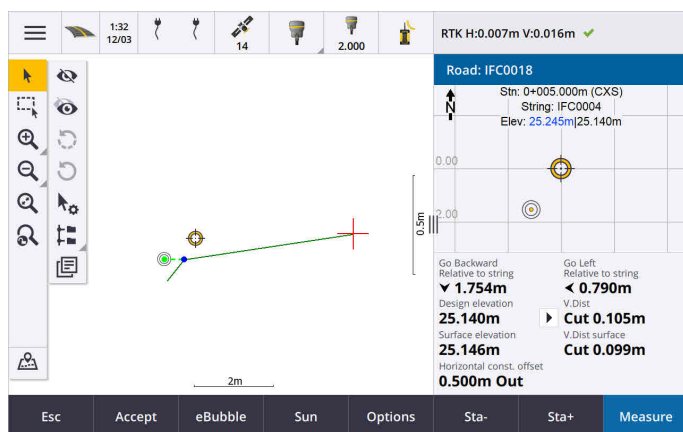 1:32
12/03
14
2.000
RTK H:0.007m V:0.016m
Road: IFC0018
Stn: 0+005.000m (CXS)
N
String: IFC0004
Elev: 25.245m|25.140m
0.00
2.00
0.5m
2m
Go Backward
Relative to string
1.754m
Go Left
Relative to string
0.790m
Design elevation
25.140m
V.Dist
Cut 0.105m
Surface elevation
25.146m
V.Dist surface
Cut 0.099m
Horizontal const. offset
0.500m Out
Esc
Accept
eBubble
Sun
Options
Sta-
Sta+
Measure